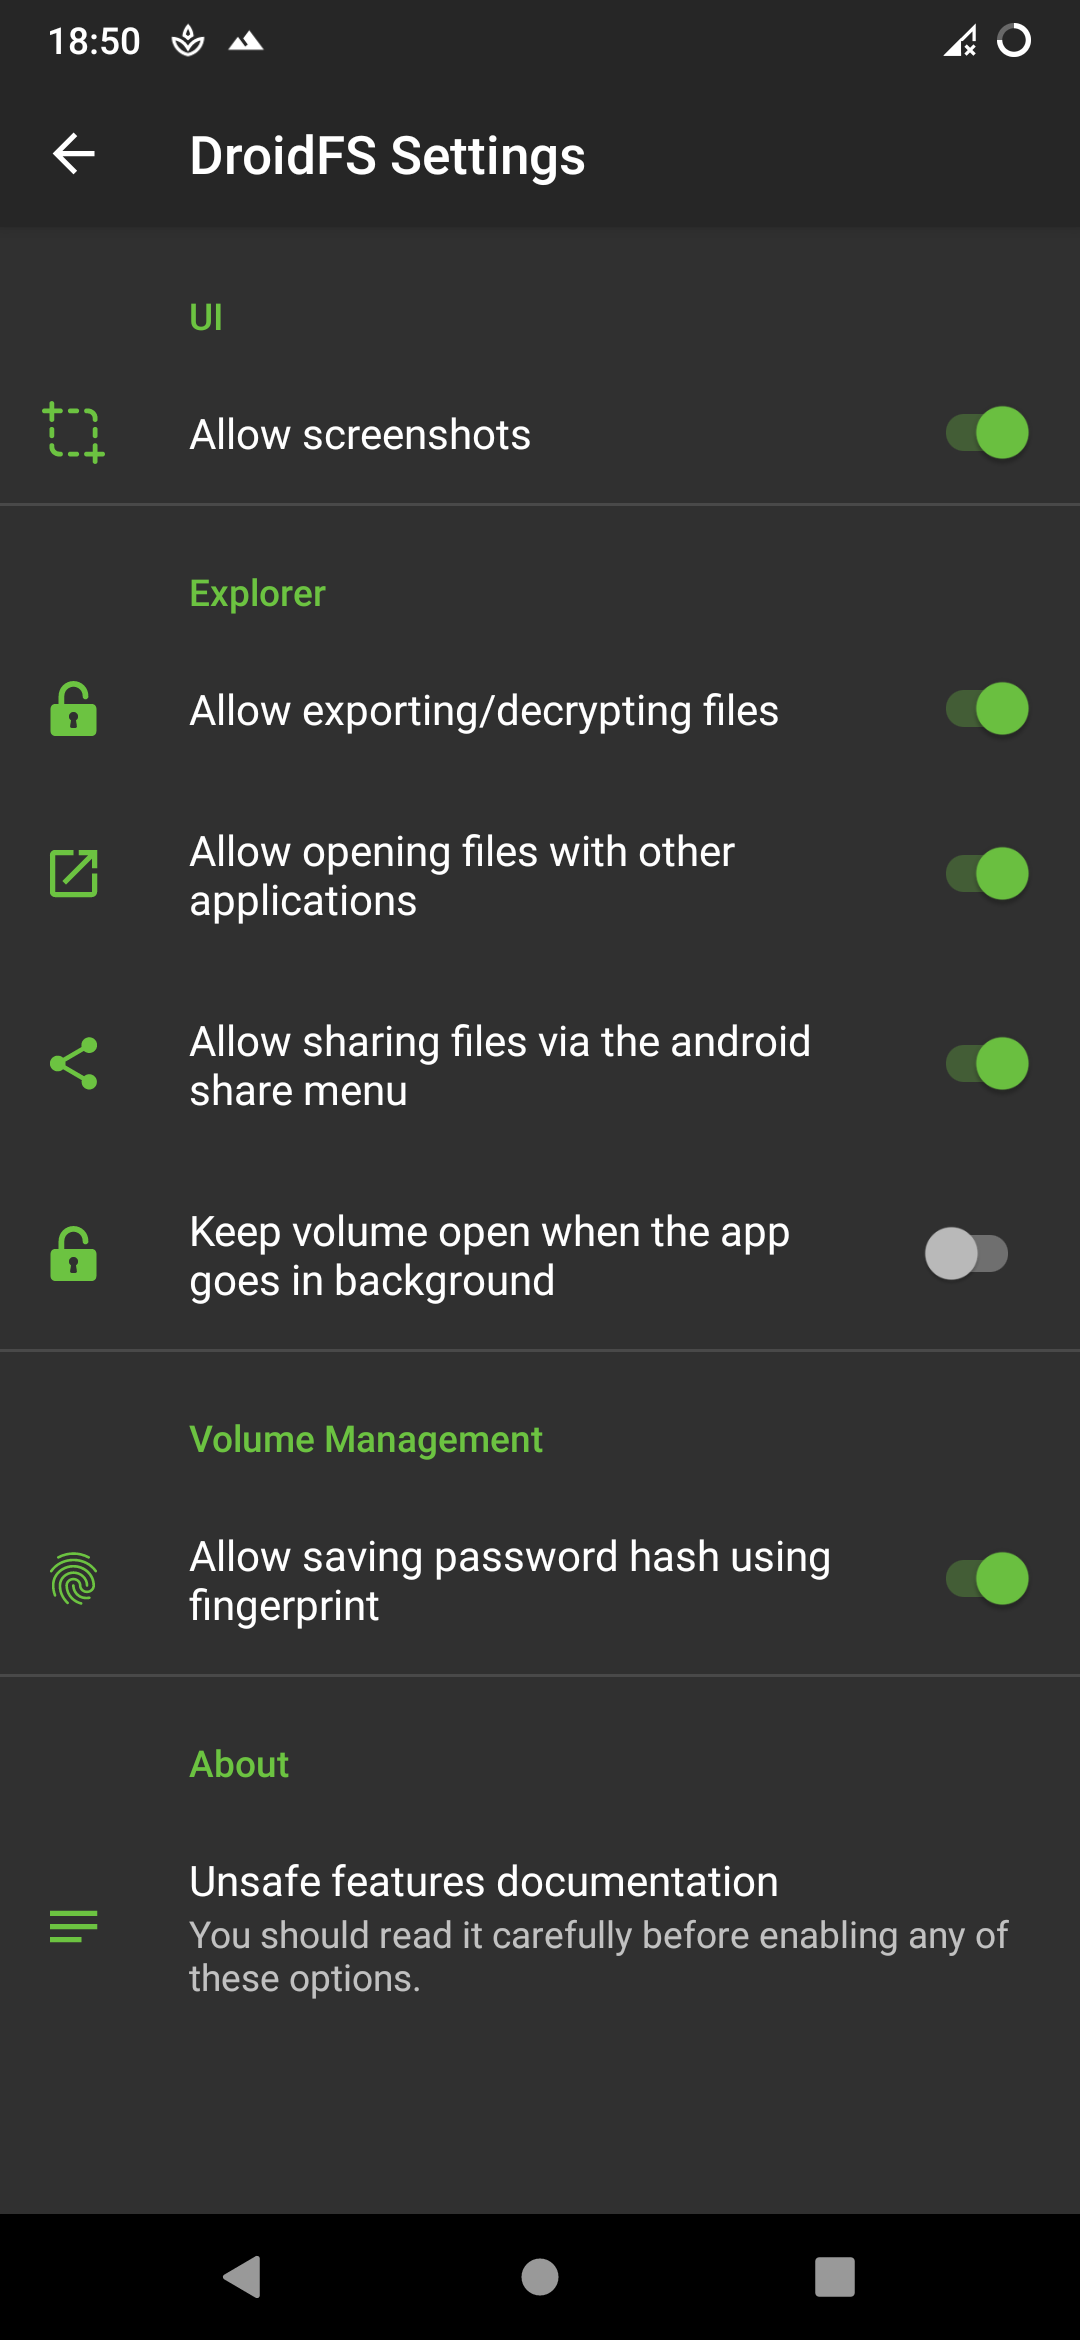 18:50
DroidFS Settings
UI
Allow screenshots
Explorer
Allow exporting/decrypting files
Allow opening files with other
applications
Allow sharing files via the android
share menu
Keep volume open when the app
goes in background
Volume Management
Allow saving password hash using
fingerprint
About
Unsafe features documentation
You should read it carefully before enabling any of
these options.